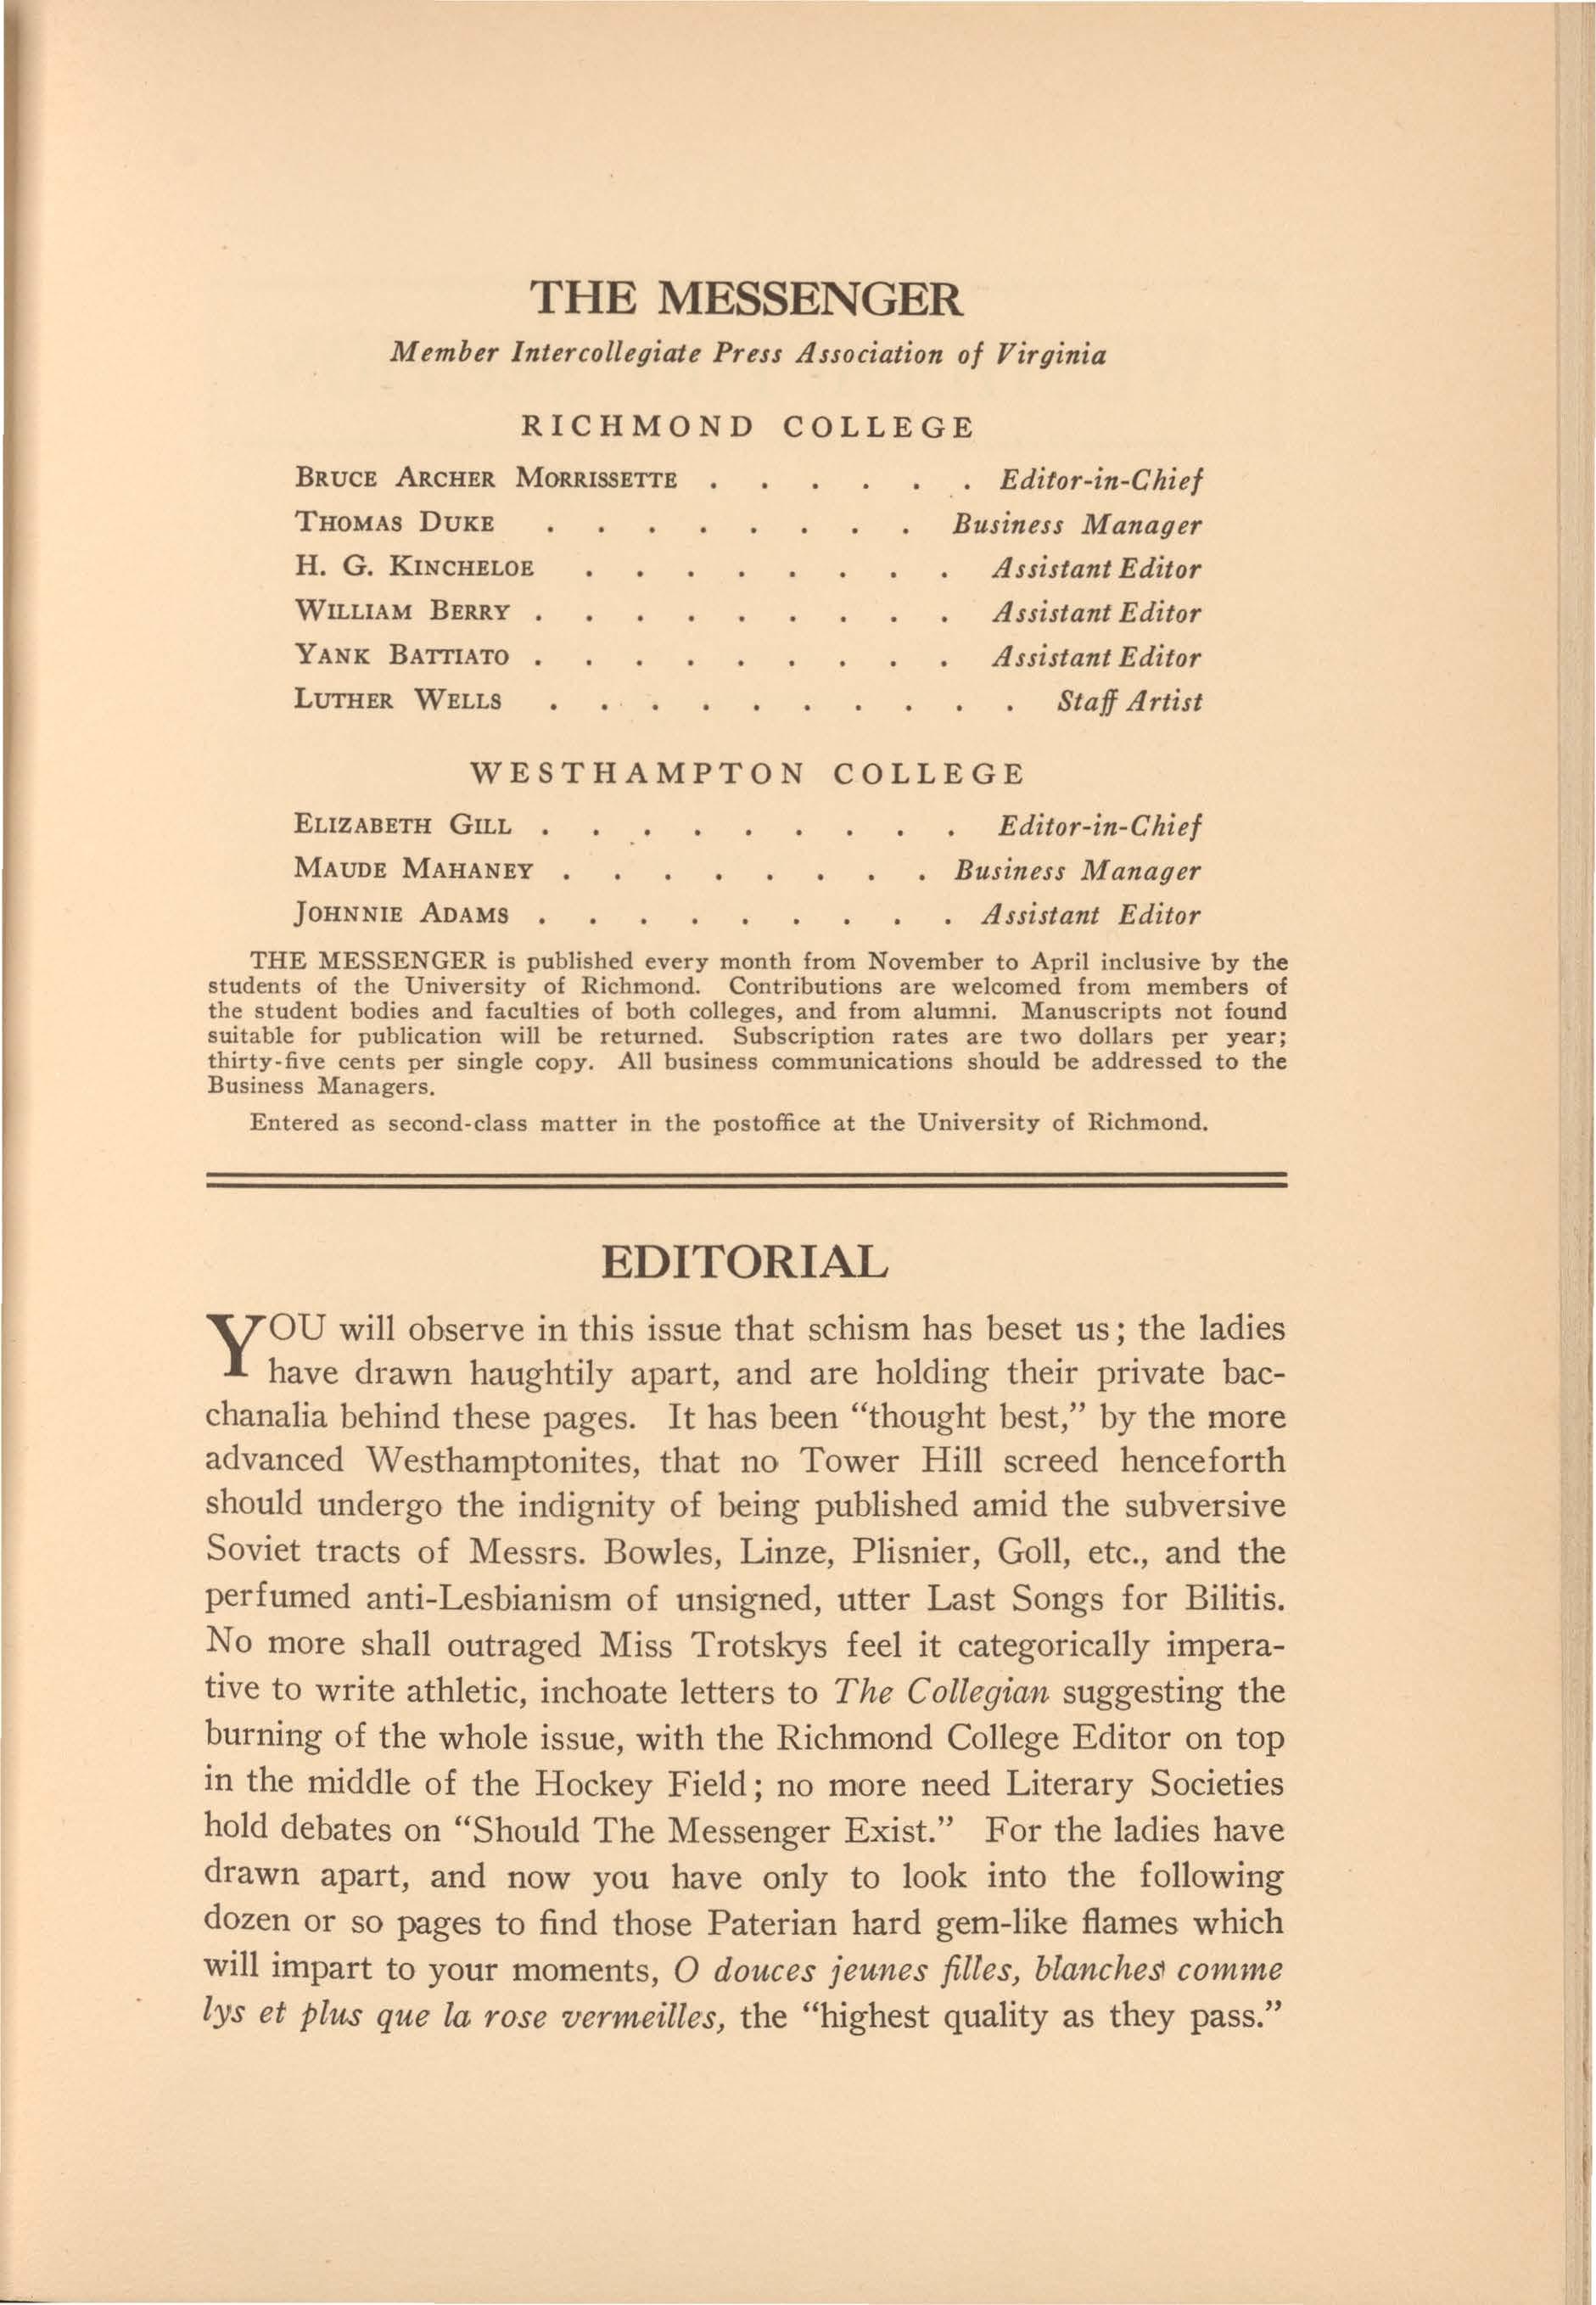 THE MESSENGER
Member Intercollegiate Press Association of Virginia
RICHMOND COLLEGE
BRUCE ARCHER MORRISSETTE . . . . . . Editor-in-Chief
THOMAS DUKE . . . . . . . . Business Manager
H. G. KINCHELOE . . . . . . . . Assistant Editor
WILLIAM BERRY . . . . . . . . . Assistant Editor
YANK BATTIATO . . . . . . . . . Assistant Editor
LUTHER WELLS . . . . . . . . . . Staff Artist
WESTHAMPTON COLLEGE
ELIZABETH GILL . . . . . . . . . Editor-in-Chief
MAUDE MAHANEY . . . . . . . . Business Manager
JOHNNIE ADAMS . . . . . . . . . Assistant Editor
THE MESSENGER is published every month from November to April inclusive by the
students of the University of Richmond. Contributions are welcomed from members of
the student bodies and faculties of both colleges, and from alumni. Manuscripts not found
suitable for publication will be returned. Subscription rates are two dollars per year;
thirty-five cents per single copy. All business communications should be addressed to the
Business Managers.
Entered as second-class matter in the postoffice at the University of Richmond.
EDITORIAL
YOU will observe in this issue that schism has beset us; the ladies
have drawn haughtily apart, and are holding their private bac-
chanalia behind these pages. It has been “thought best,” by the more
advanced Westhamptonites, that no Tower Hill screed henceforth
should undergo the indignity of being published amid the subversive
Soviet tracts of Messrs. Bowles, Linze, Plisnier, Goll, etc., and the
perfumed anti-Lesbianism of unsigned, utter Last Songs for Bilitis.
No more shall outraged Miss Trotskys feel it categorically impera-
tive to write athletic, inchoate letters to The Collegian suggesting the
burning of the whole issue, with the Richmond College Editor on top
in the middle of the Hockey Field; no more need Literary Societies
hold debates on “Should The Messenger Exist.” For the ladies have
drawn apart, and now you have only to look into the following
dozen or so pages to find those Paterian hard gem-like flames which
will impart to your moments, O douces jeunes filles, blanches comme
lys et plus que la rose vermeilles, the “highest quality as they pass.”